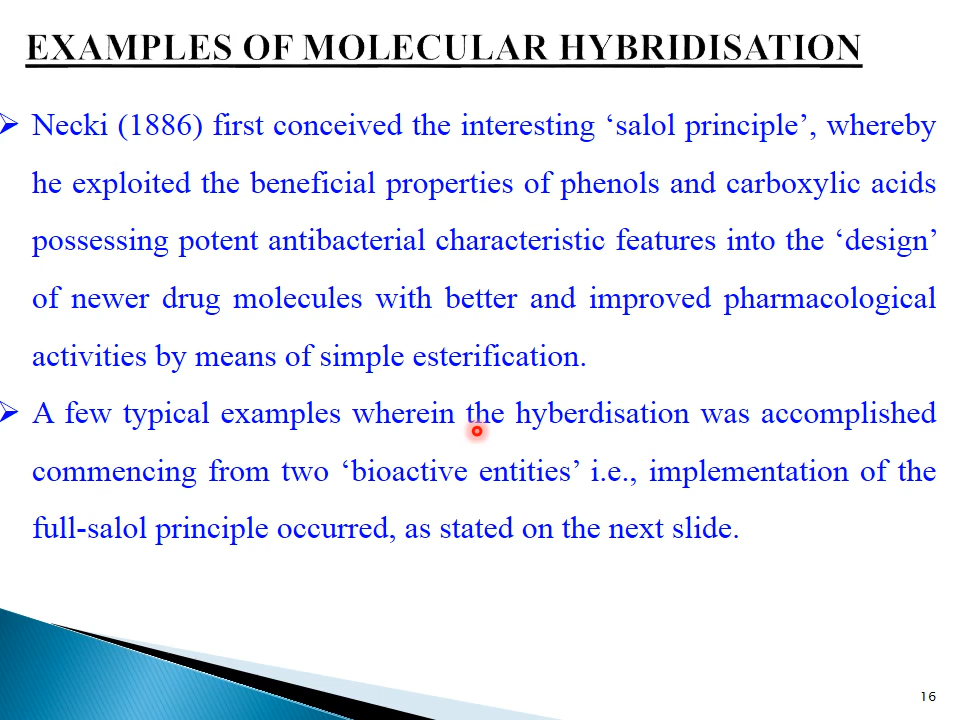 EXAMPLES OF MOLECULAR HYBRIDISATION
Necki (1886) first conceived the interesting ‘salol principle’, whereby
he exploited the beneficial properties of phenols and carboxylic acids
possessing potent antibacterial characteristic features into the ‘design’
of newer drug molecules with better and improved pharmacological
activities by means of simple esterification.
A few typical examples wherein the hyberdisation was accomplished
commencing from two ‘bioactive entities’ i.e., implementation of the
full-salol principle occurred, as stated on the next slide.
16